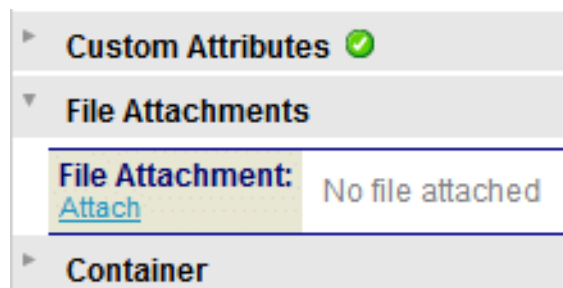 Custom Attributes
File Attachments
File Attachment:
Attach
No file attached
Container